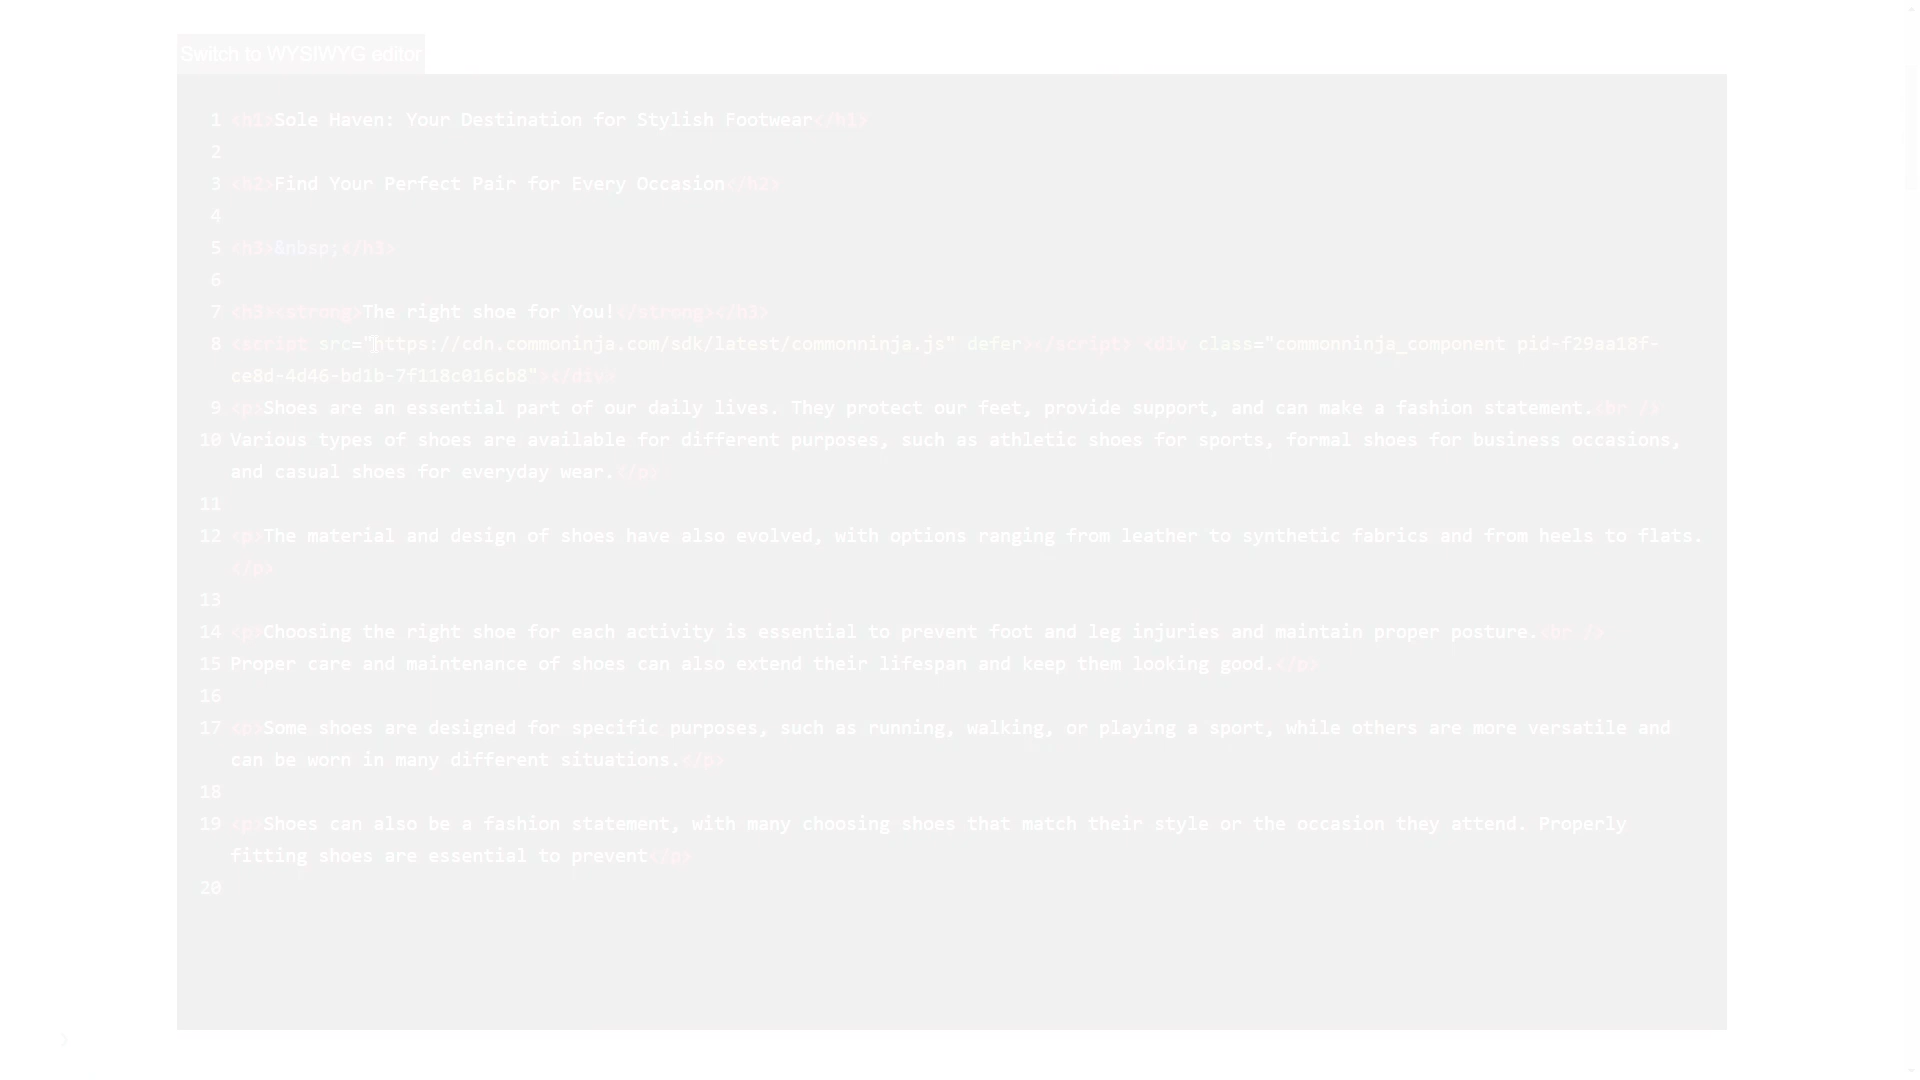 Switch to WYSIWYG editor
1 <h1>Sole Haven: Your Destination for Stylish Footwear</h1>
2
3 <h2>Find Your Perfect Pair for Every Occasion</h2>
4
5 <h3>&nbsp;</h3>
6
7 <h3><strong>The right shoe for You!</strong></h3>
8 <script src="https://cdn.commoninja.com/sdk/latest/commonninja.js" defer></script> <div class="commonninja_component pid-f29aa18f-
ce8d-4d46-bd1b-7f118c016cb8"></div>
9 <p>Shoes are an essential part of our daily lives. They protect our feet, provide support, and can make a fashion statement.<br />
10 Various types of shoes are available for different purposes, such as athletic shoes for sports, formal shoes for business occasions,
and casual shoes for everyday wear.</p>
11
12 <p>The material and design of shoes have also evolved, with options ranging from leather to synthetic fabrics and from heels to flats.
</p>
13
14 <p>Choosing the right shoe for each activity is essential to prevent foot and leg injuries and maintain proper posture.<br />
15 Proper care and maintenance of shoes can also extend their lifespan and keep them looking good.</p>
16
17 <p>Some shoes are designed for specific purposes, such as running, walking, or playing a sport, while others are more versatile and
can be worn in many different situations.</p>
18
19 <p>Shoes can also be a fashion statement, with many choosing shoes that match their style or the occasion they attend. Properly
fitting shoes are essential to prevent</p>
20